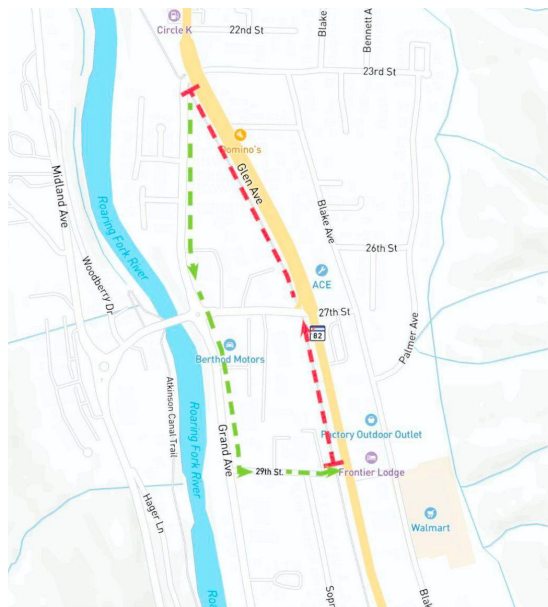 Circle K
22nd St
Blake
Bennett A
23rd St
Domino's
Midland Ave
Glen Ave
Roaring Fork River
Blake Ave
26th St
Woodberry Dr
ACE
27th St
82
Palmer Ave
Berthod Motors
Atkinson Canal Trail
Roaring Fork River
Grand Ave
Factory Outdoor Outlet
29th St.
Frontier Lodge
Hager Ln
Walmart
Ro
Sopr
Blak